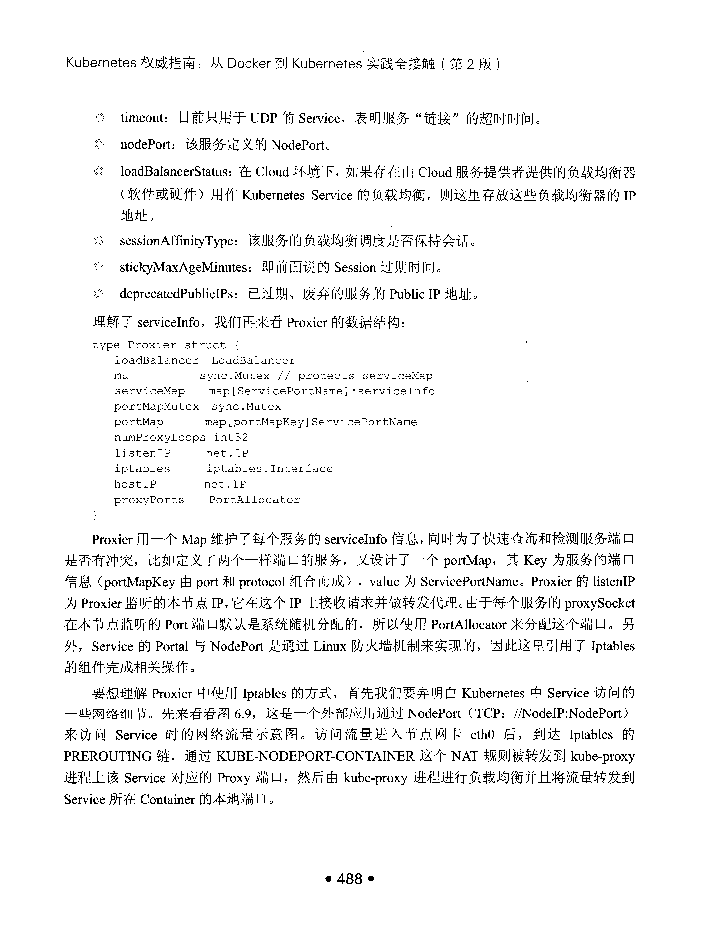 Kubernetes 权威指南：从 Docker 到 Kubernetes 实践全接触（第 2 版）
◎ timeout：目前只用于 UDP 的 Service，表明服务“链接”的超时时间。
◎ nodePort：该服务定义的 NodePort。
◎ loadBalancerStatus：在 Cloud 环境下，如果存在由 Cloud 服务提供者提供的负载均衡器
（软件或硬件）用作 Kubernetes Service 的负载均衡，则这里存放这些负载均衡器的 IP
地址。
◎ sessionAffinityType：该服务的负载均衡调度是否保持会话。
◎ stickyMaxAgeMinutes：即前面说的 Session 过期时间。
◎ deprecatedPublicIPs：已过期、废弃的服务的 Public IP 地址。
理解了 serviceInfo，我们再来看 Proxier 的数据结构：
type Proxier struct {
loadBalancer LoadBalancer
mu sync.Mutex // protects serviceMap
serviceMap map[ServicePortName]*serviceInfo
portMapMutex sync.Mutex
portMap map[portMapKey]ServicePortName
numProxyLoops int32
listenIP net.IP
iptables iptables.Interface
hostIP net.IP
proxyPorts PortAllocator
}
Proxier 用一个 Map 维护了每个服务的 serviceInfo 信息，同时为了快速查询和检测服务端口
是否有冲突，比如定义了两个一样端口的服务，又设计了一个 portMap，其 Key 为服务的端口
信息（portMapKey 由 port 和 protocol 组合而成），value 为 ServicePortName。Proxier 的 listenIP
为 Proxier 监听的本节点 IP，它在这个 IP 上接收请求并做转发代理。由于每个服务的 proxySocket
在本节点监听的 Port 端口默认是系统随机分配的，所以使用 PortAllocator 来分配这个端口。另
外，Service 的 Portal 与 NodePort 是通过 Linux 防火墙机制来实现的，因此这里引用了 Iptables
的组件完成相关操作。
要想理解 Proxier 中使用 Iptables 的方式，首先我们要弄明白 Kubernetes 中 Service 访问的
一些网络细节。先来看看图 6.9，这是一个外部应用通过 NodePort（TCP：//NodeIP:NodePort）
来访问 Service 时的网络流量示意图。访问流量进入节点网卡 eth0 后，到达 Iptables 的
PREROUTING 链，通过 KUBE-NODEPORT-CONTAINER 这个 NAT 规则被转发到 kube-proxy
进程上该 Service 对应的 Proxy 端口，然后由 kube-proxy 进程进行负载均衡并且将流量转发到
Service 所在 Container 的本地端口。
• 488 •